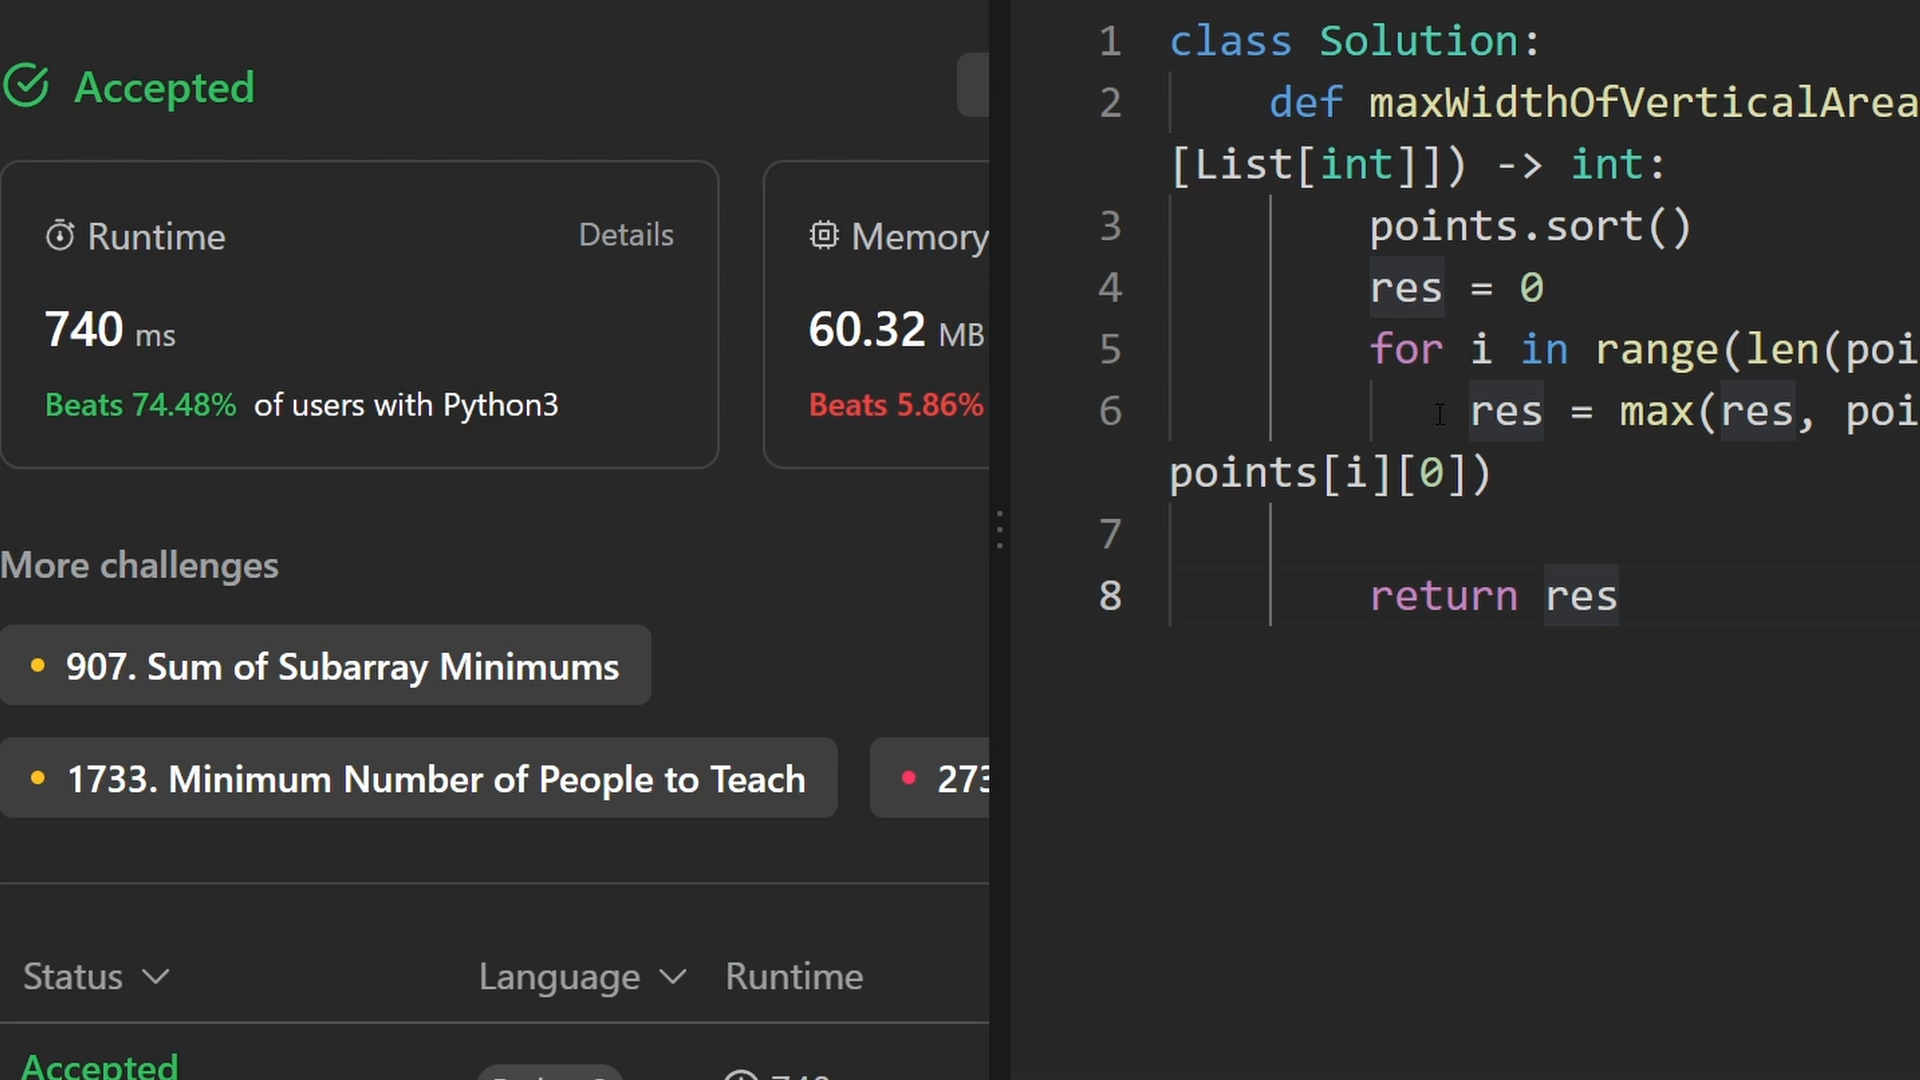 Accepted
Runtime
Details
740 ms
Beats 74.48% of users with Python3
Memory
60.32 MB
Beats 5.86%
More challenges
907. Sum of Subarray Minimums
1733. Minimum Number of People to Teach
273
Status
Language
Runtime
Accepted
1 class Solution:
2 def maxWidthOfVerticalArea
[List[int]]) -> int:
3 points.sort()
4 res = 0
5 for i in range(len(poi
6 res = max(res, poi
points[i][0])
7
8 return res